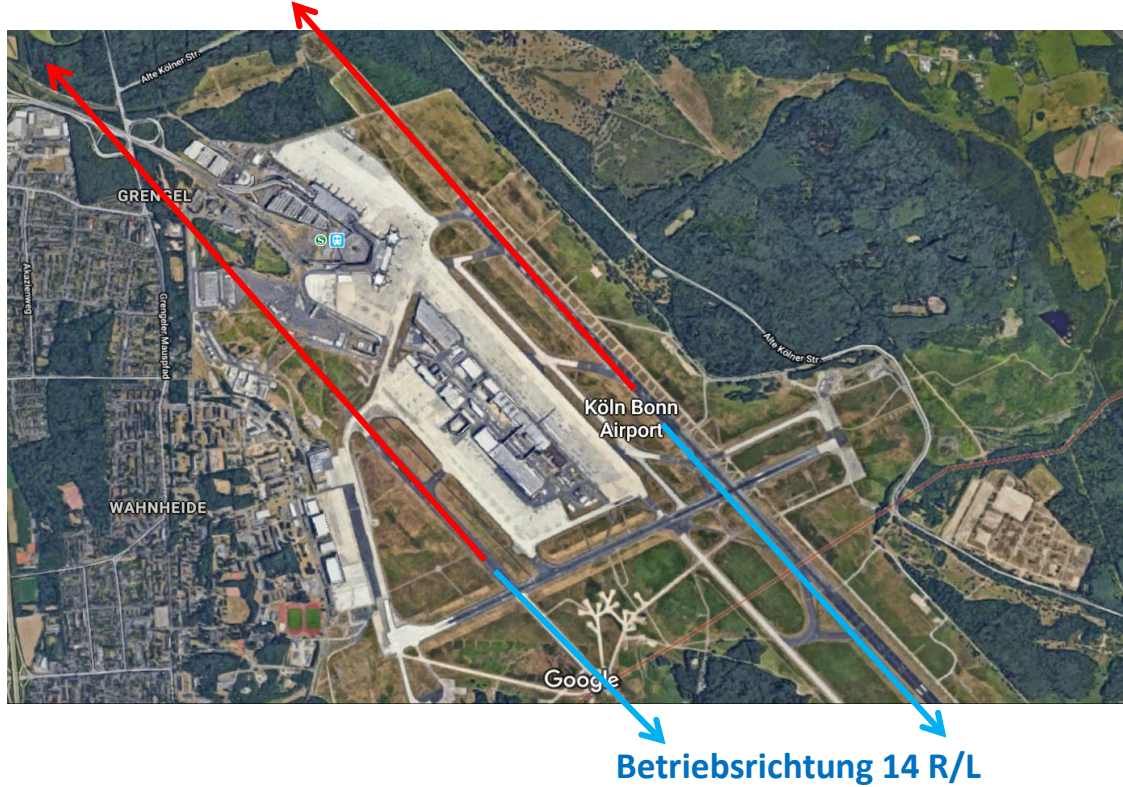 Alte Kölner Str.
GRENGEL
S
Akazienweg
Grengeler Mauspfad
Alte Kölner Str.
Köln Bonn
Airport
WAHNHEIDE
Google
Betriebsrichtung 14 R/L